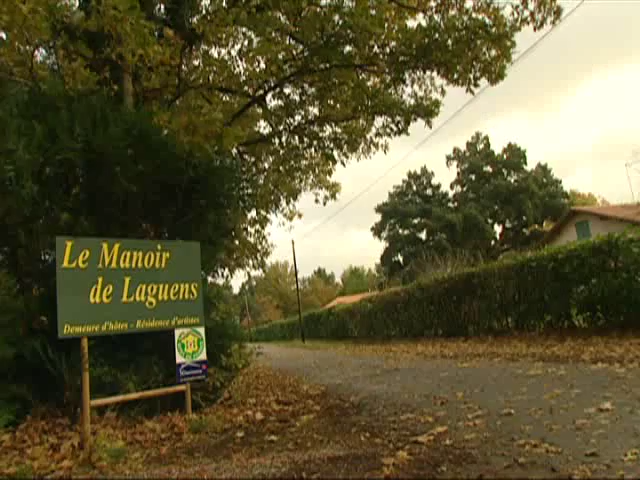 Le Manoir
de Laguens
Demeure d'hôtes - Résidence d'artistes